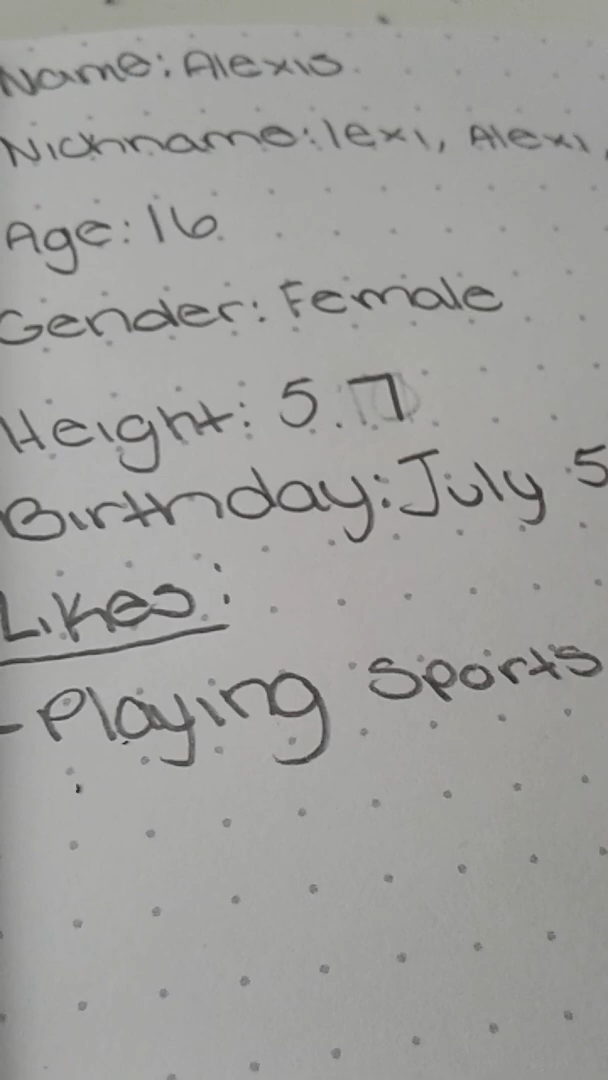 Name: Alexis
Nickname: lexi, Alexi,
Age: 16
Gender: Female
Height: 5.7
Birthday: July 5
Likes:
- Playing Sports